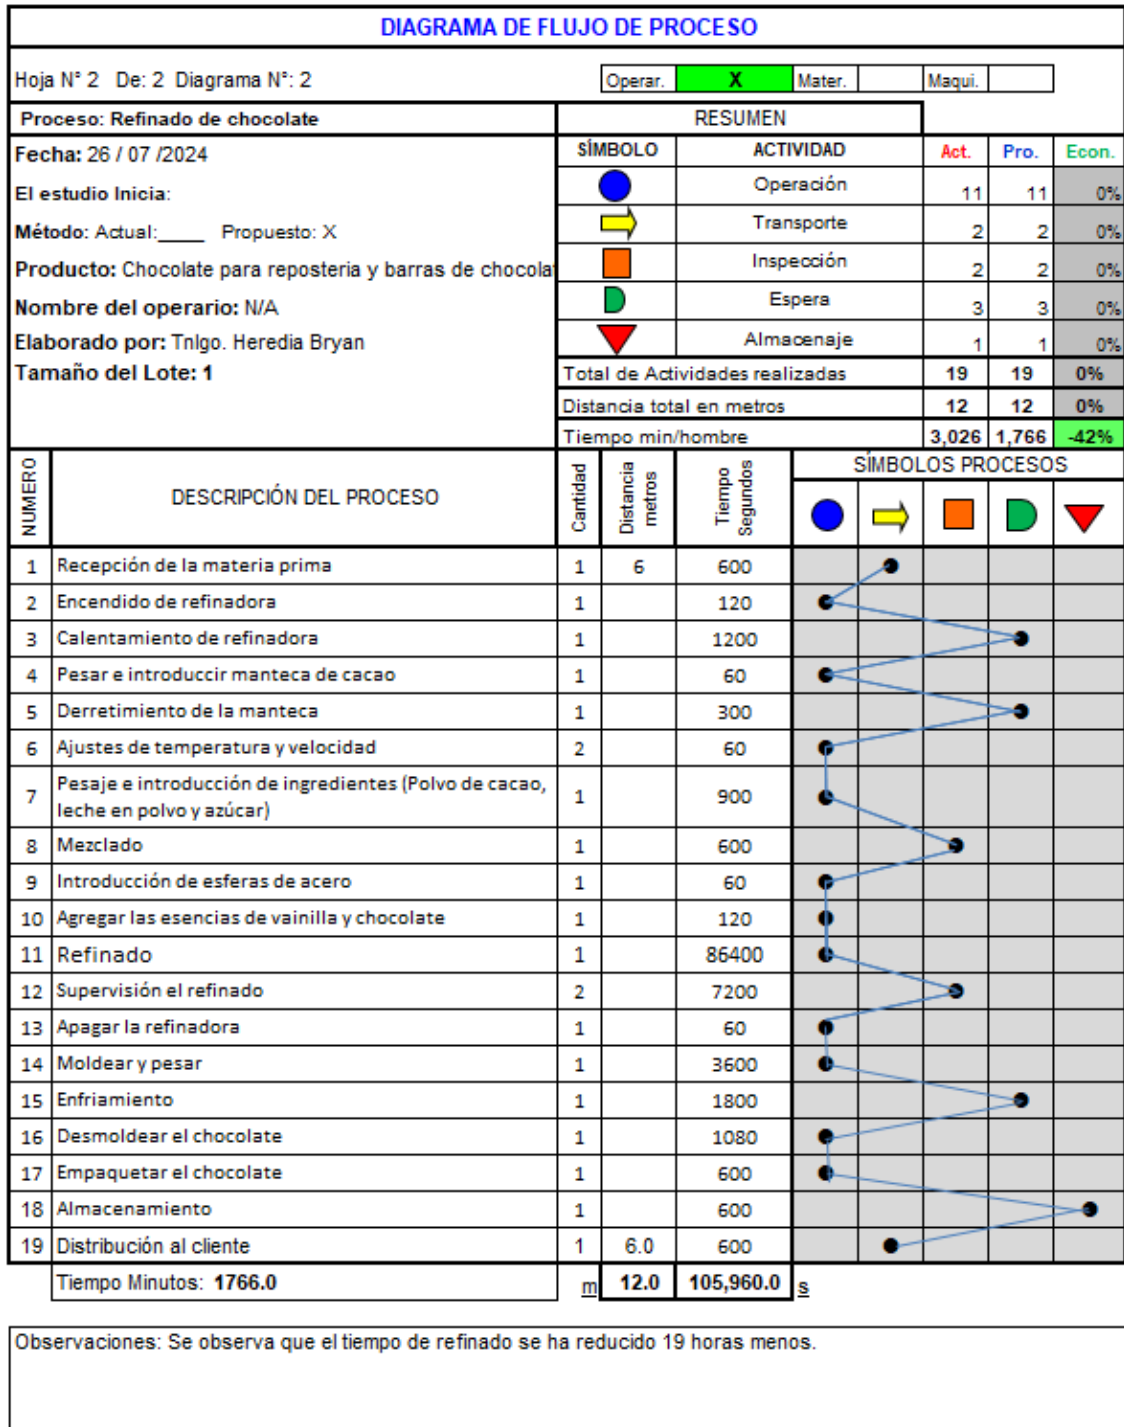 DIAGRAMA DE FLUJO DE PROCESO
Hoja N° 2 De: 2 Diagrama N°: 2
Operar. X Mater. Maqui.
Proceso: Refinado de chocolate
RESUMEN
Fecha: 26 / 07 /2024
SÍMBOLO ACTIVIDAD Act. Pro. Econ.
El estudio Inicia:
Operación 11 11 0%
Método: Actual:____ Propuesto: X
Transporte 2 2 0%
Producto: Chocolate para reposteria y barras de chocolat
Inspección 2 2 0%
Nombre del operario: N/A
Espera 3 3 0%
Elaborado por: Tnlgo. Heredia Bryan
Almacenaje 1 1 0%
Tamaño del Lote: 1
Total de Actividades realizadas 19 19 0%
Distancia total en metros 12 12 0%
Tiempo min/hombre 3,026 1,766 -42%
NUMERO DESCRIPCIÓN DEL PROCESO Cantidad Distancia metros Tiempo Segundos SÍMBOLOS PROCESOS
1 Recepción de la materia prima 1 6 600
2 Encendido de refinadora 1 120
3 Calentamiento de refinadora 1 1200
4 Pesar e introduccir manteca de cacao 1 60
5 Derretimiento de la manteca 1 300
6 Ajustes de temperatura y velocidad 2 60
7 Pesaje e introducción de ingredientes (Polvo de cacao,
leche en polvo y azúcar) 1 900
8 Mezclado 1 600
9 Introducción de esferas de acero 1 60
10 Agregar las esencias de vainilla y chocolate 1 120
11 Refinado 1 86400
12 Supervisión el refinado 2 7200
13 Apagar la refinadora 1 60
14 Moldear y pesar 1 3600
15 Enfriamiento 1 1800
16 Desmoldear el chocolate 1 1080
17 Empaquetar el chocolate 1 600
18 Almacenamiento 1 600
19 Distribución al cliente 1 6.0 600
Tiempo Minutos: 1766.0 m 12.0 105,960.0 s
Observaciones: Se observa que el tiempo de refinado se ha reducido 19 horas menos.